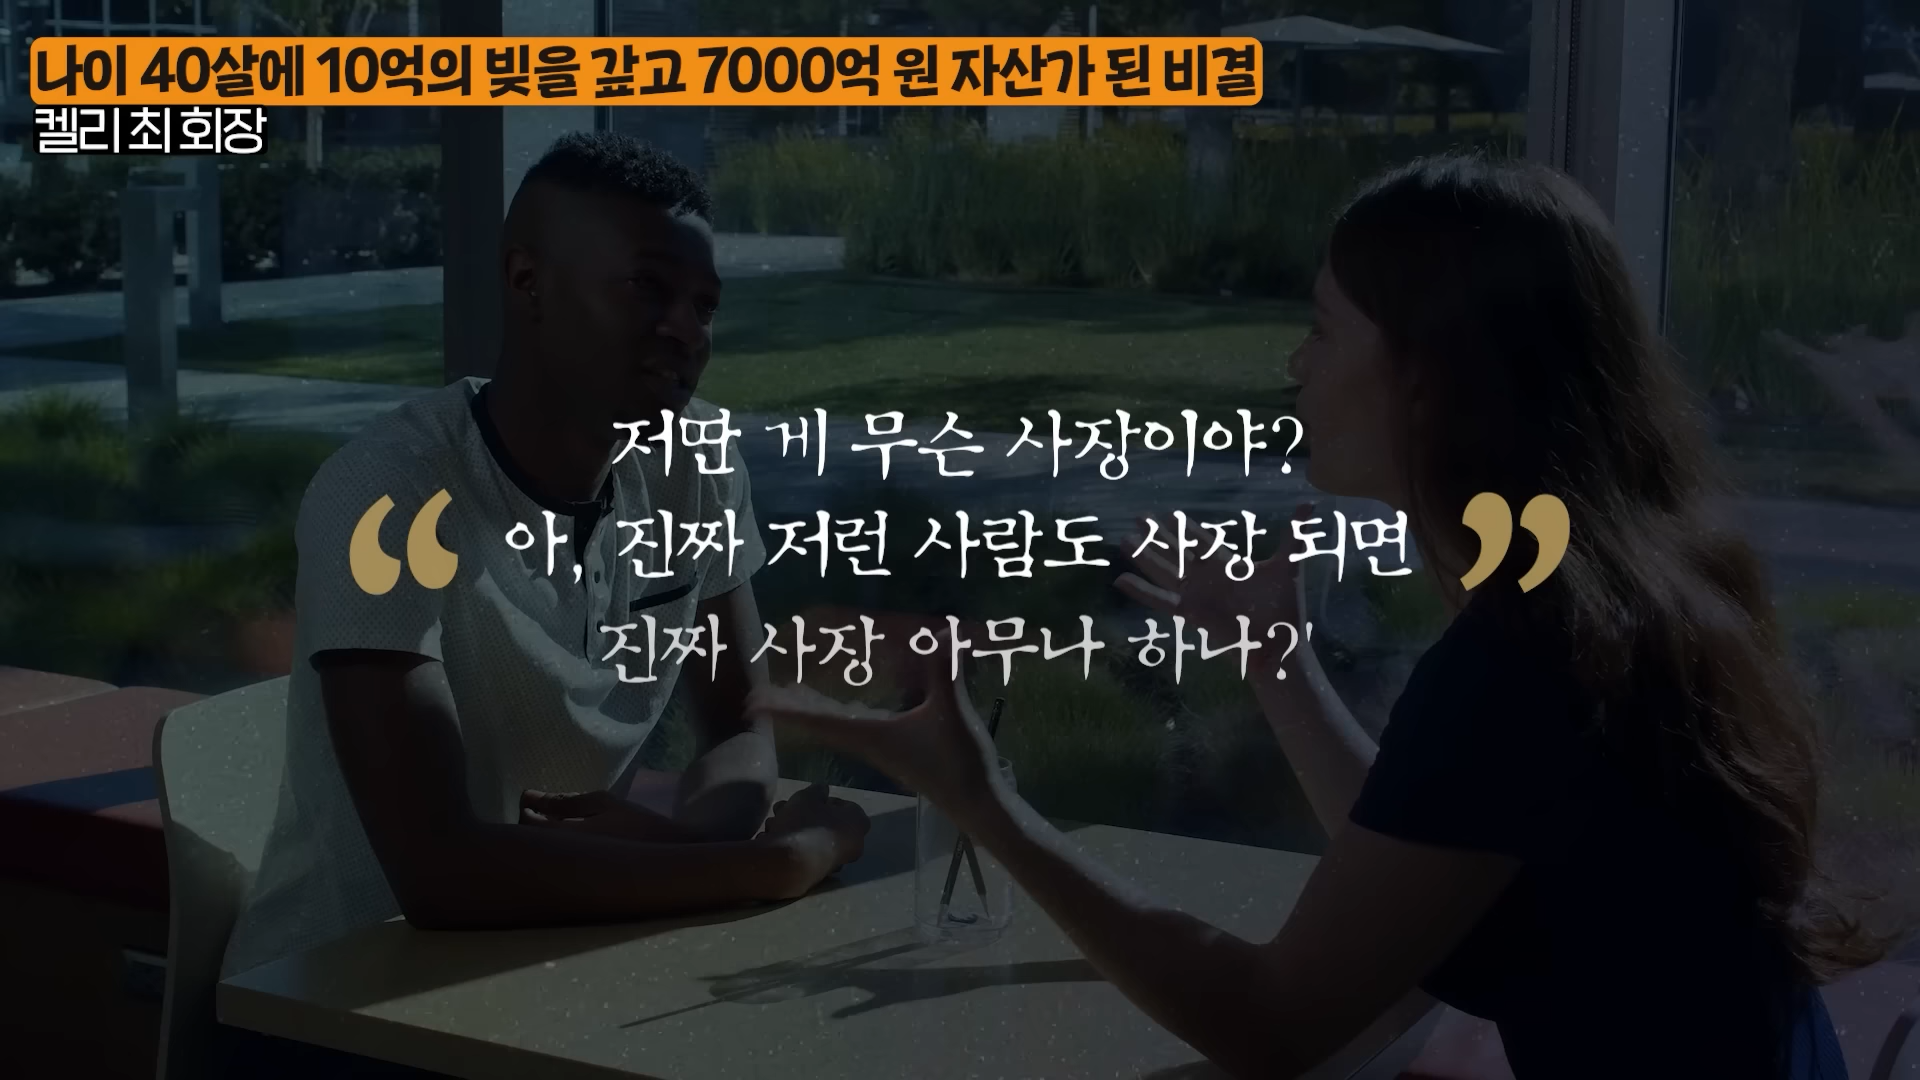 나이 40살에 10억의 빚을 갚고 7000억 원 자산가 된 비결
켈리 최 회장
저딴 게 무슨 사장이야?
“ 아, 진짜 저런 사람도 사장 되면 ”
진짜 사장 아무나 하나?'